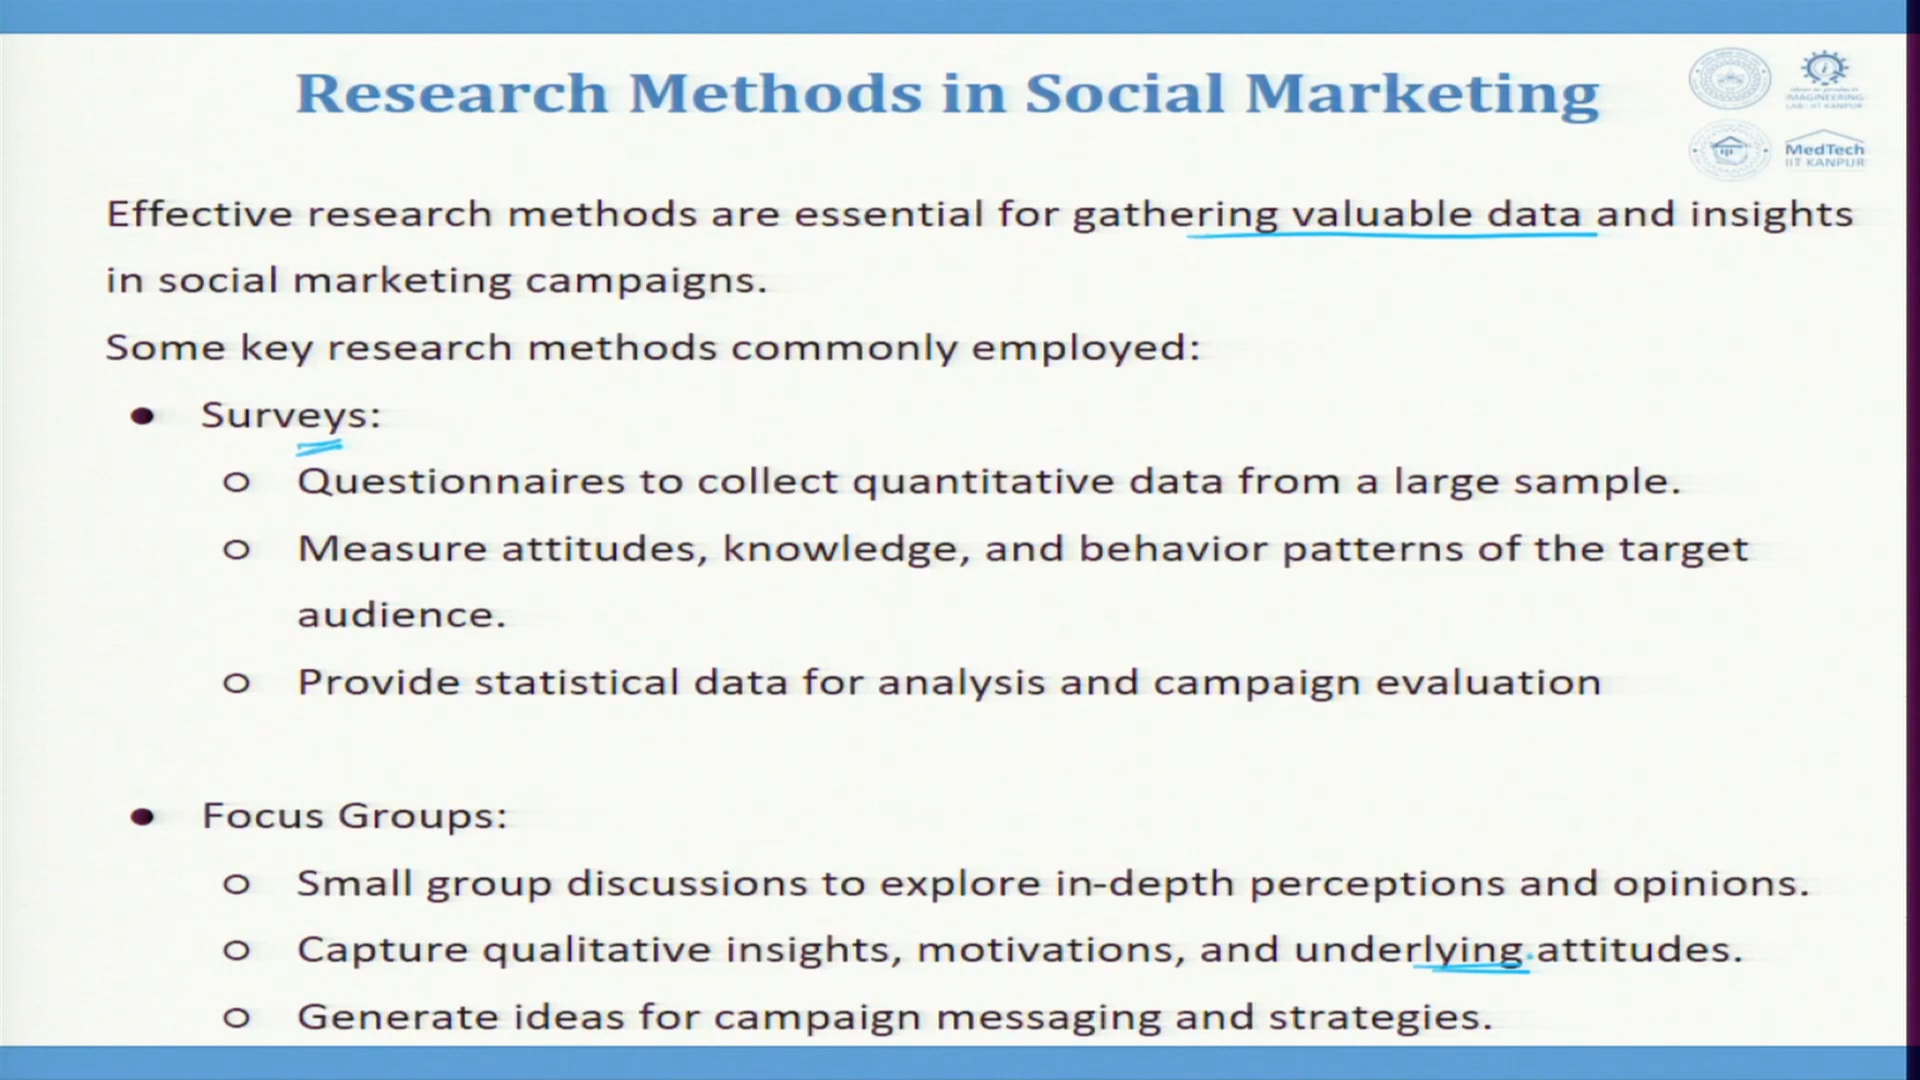 Research Methods in Social Marketing
IMAGINEERING
LAB IIT KANPUR
MedTech
IIT KANPUR
Effective research methods are essential for gathering valuable data and insights
in social marketing campaigns.
Some key research methods commonly employed:
● Surveys:
○ Questionnaires to collect quantitative data from a large sample.
○ Measure attitudes, knowledge, and behavior patterns of the target
audience.
○ Provide statistical data for analysis and campaign evaluation
● Focus Groups:
○ Small group discussions to explore in-depth perceptions and opinions.
○ Capture qualitative insights, motivations, and underlying attitudes.
○ Generate ideas for campaign messaging and strategies.